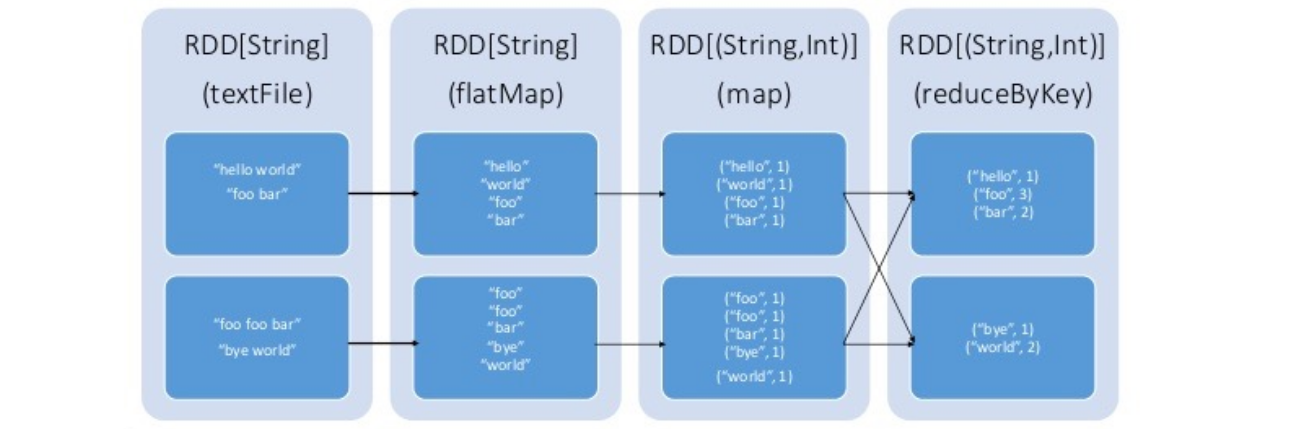 RDD[String]
(textFile)
“hello world”
“foo bar”
“foo foo bar”
“bye world”
RDD[String]
(flatMap)
“hello”
“world”
“foo”
“bar”
“foo”
“foo”
“bar”
“bye”
“world”
RDD[(String,Int)]
(map)
(“hello”, 1)
(“world”, 1)
(“foo”, 1)
(“bar”, 1)
(“foo”, 1)
(“foo”, 1)
(“bar”, 1)
(“bye”, 1)
(“world”, 1)
RDD[(String,Int)]
(reduceByKey)
(“hello”, 1)
(“foo”, 3)
(“bar”, 2)
(“bye”, 1)
(“world”, 2)